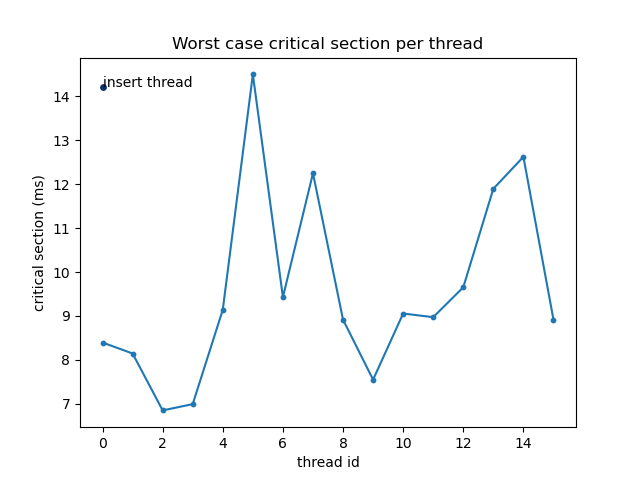 Worst case critical section per thread
insert thread
14
13
12
11
10
9
8
7
critical section (ms)
0 2 4 6 8 10 12 14
thread id